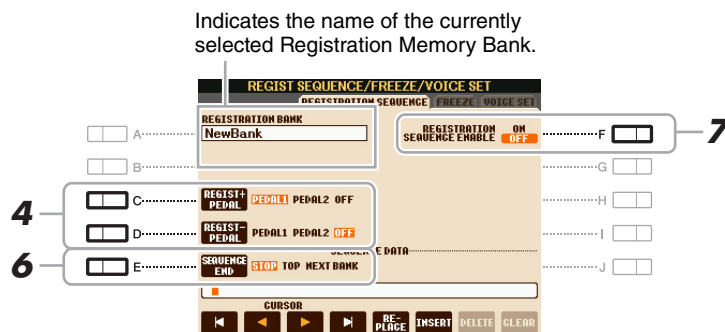 Indicates the name of the currently
selected Registration Memory Bank.
REGIST SEQUENCE/FREEZE/VOICE SET
REGISTRATION SEQUENCE FREEZE VOICE SET
REGISTRATION BANK
NewBank
REGISTRATION SEQUENCE ENABLE ON OFF
7
A
F
B
G
4
C
REGIST+ PEDAL PEDAL1 PEDAL2 OFF
H
D
REGIST- PEDAL PEDAL1 PEDAL2 OFF
I
SEQUENCE DATA
6
E
SEQUENCE END STOP TOP NEXT BANK
J
CURSOR
RE-PLACE INSERT DELETE CLEAR